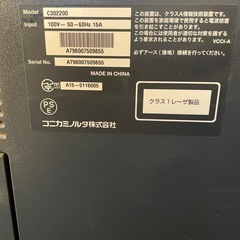 Model C302200
Input 100V～ 50-60Hz 15A
A798007509855
Serial No. A798007509855
MADE IN CHINA
A15-0116005
PSE
コニカミノルタ株式会社
この装置は、クラスA情報技術装置です。
この装置を家庭環境で使用すると電波妨害
を引き起こすことがあります。
この場合には使用者が適切な対策を講ず
るよう要求されることがあります。
VCCI-A
必ずアース（接地）接続を行ってください。
クラス1レーザ製品